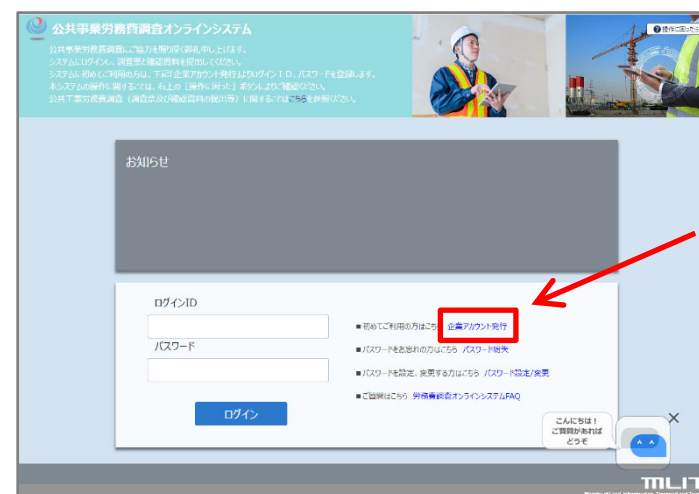 公共事業労務費調査オンラインシステム
操作に困ったら
公共事業労務費調査にご協力を賜り厚く御礼申し上げます。
システムにログインし、調査票と確認資料を提出してください。
システムに初めてご利用の方は、下記「企業アカウント発行」よりログインID、パスワードを登録します。
本システムの操作に関することは、右上の［操作に困った］ボタンよりご確認ください。
公共工事労務費調査（調査票及び確認資料の提出等）に関することはこちらを参照ください。
お知らせ
ログインID
■ 初めてご利用の方はこちら 企業アカウント発行
パスワード
■ パスワードをお忘れの方はこちら パスワード紛失
■ パスワードを設定、変更する方はこちら パスワード設定/変更
■ ご質問はこちら 労務費調査オンラインシステムFAQ
ログイン
こんにちは！
ご質問があれば
どうぞ
MLIT